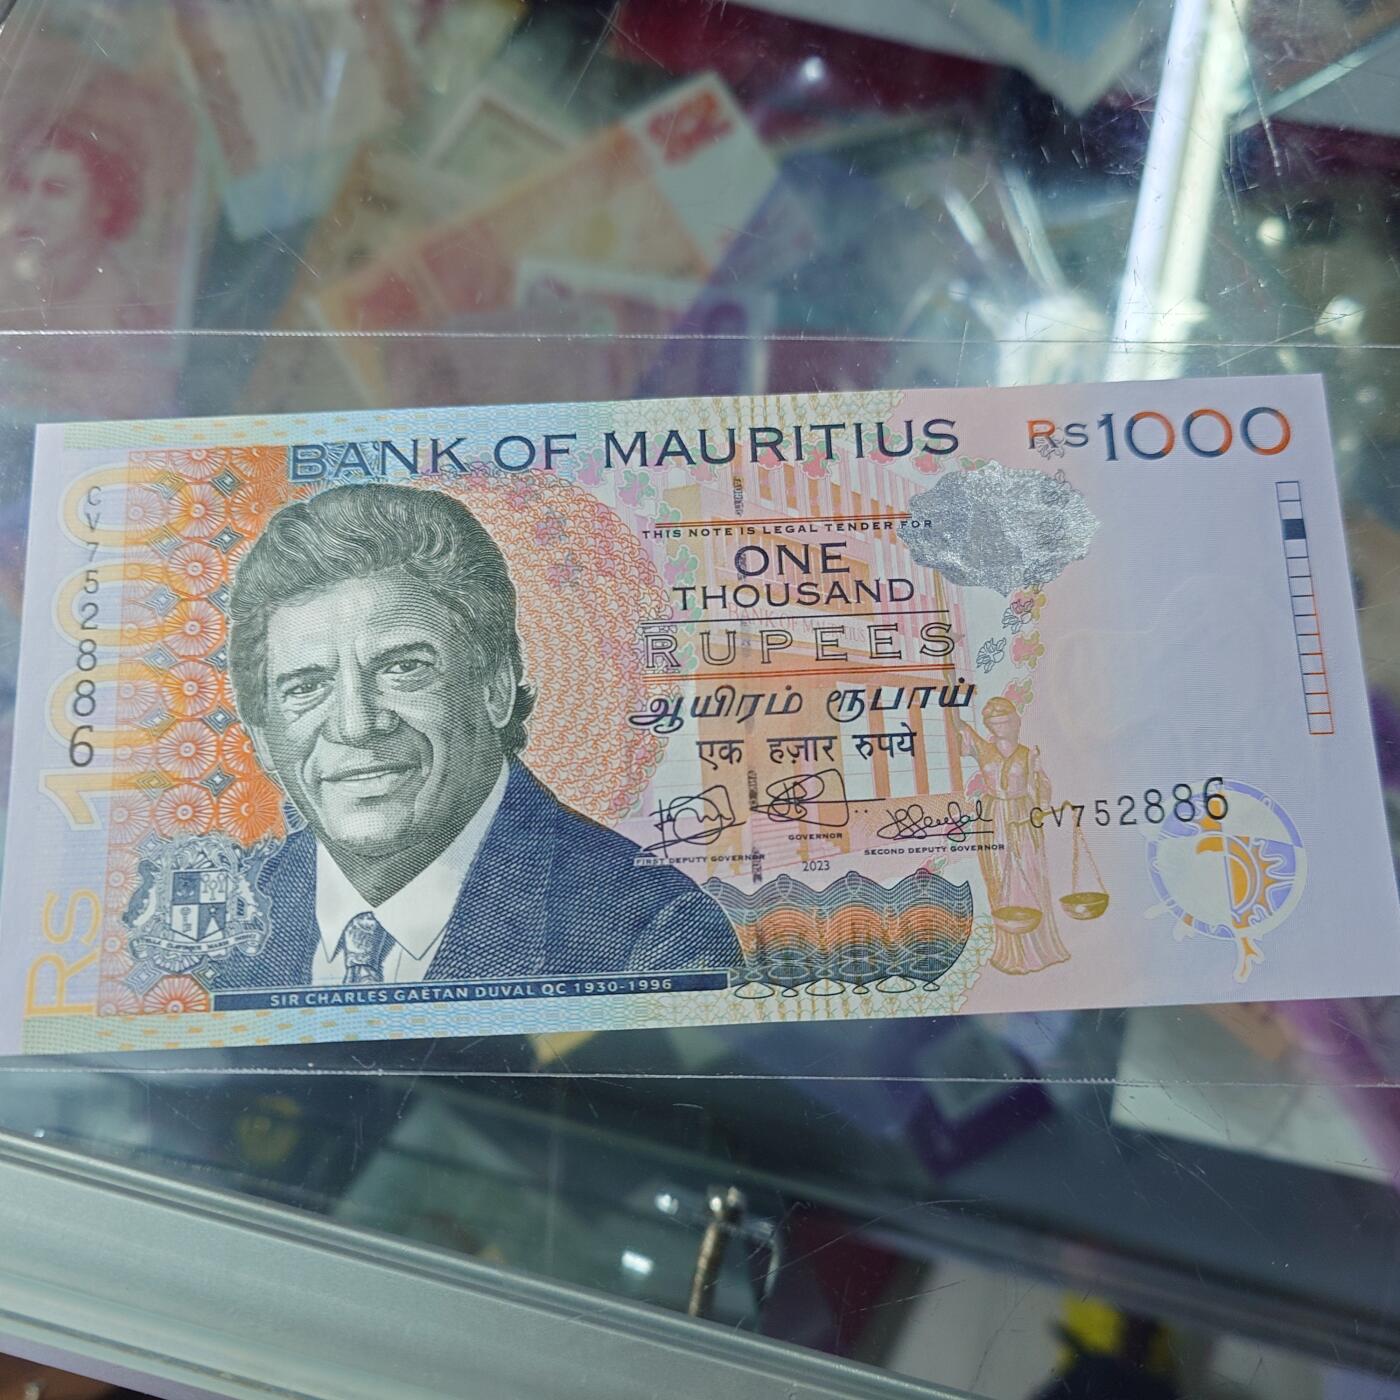 BANK OF MAURITIUS
Rs1000
Rs 1000
CV752886
THIS NOTE IS LEGAL TENDER FOR
ONE
THOUSAND
RUPEES
ஆயிரம் ரூபாய்
एक हज़ार रुपये
FIRST DEPUTY GOVERNOR
GOVERNOR
SECOND DEPUTY GOVERNOR
2023
CV752886
SIR CHARLES GAËTAN DUVAL QC 1930-1996